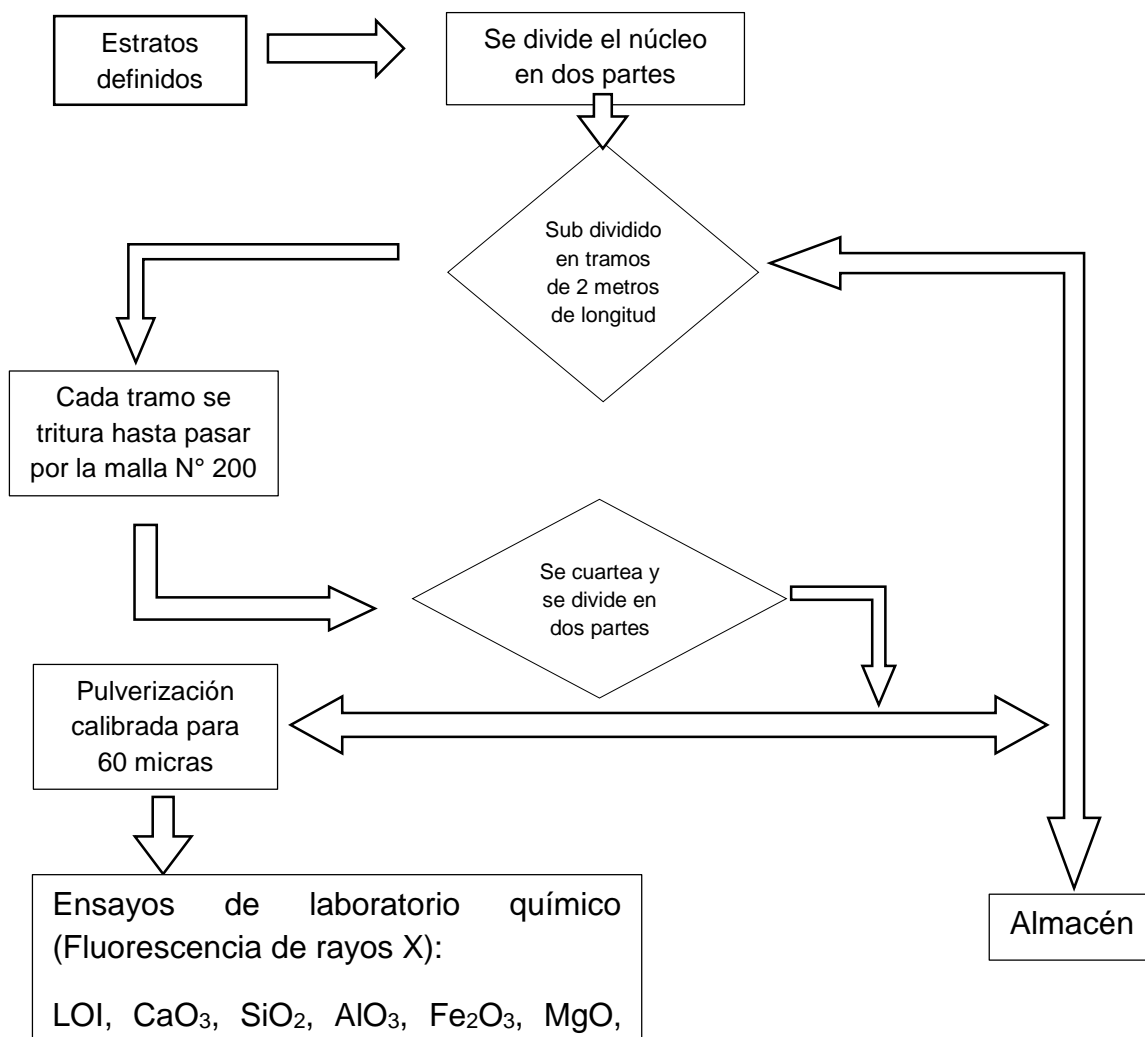 Estratos
definidos
Se divide el núcleo
en dos partes
Sub dividido
en tramos
de 2 metros
de longitud
Cada tramo se
tritura hasta pasar
por la malla N° 200
Se cuartea y
se divide en
dos partes
Pulverización
calibrada para
60 micras
Ensayos de laboratorio químico
(Fluorescencia de rayos X):
LOI, CaO₃, SiO₂, AlO₃, Fe₂O₃, MgO,
Almacén